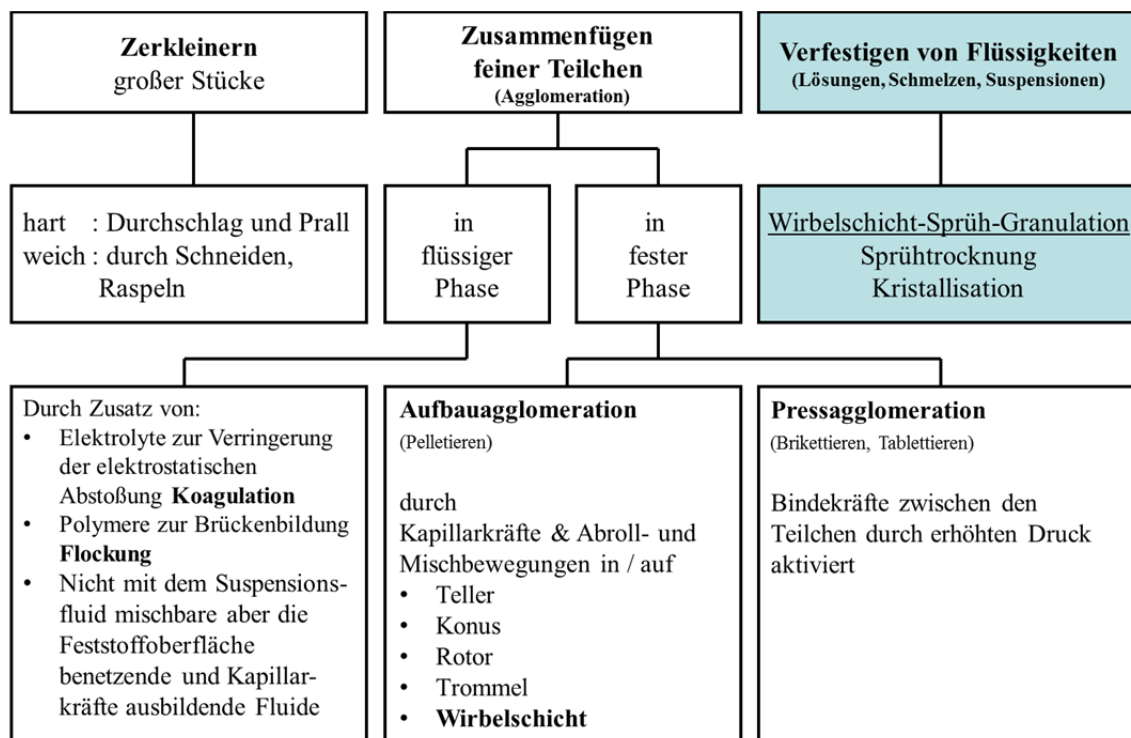 Zerkleinern
großer Stücke
Zusammenfügen
feiner Teilchen
(Agglomeration)
Verfestigen von Flüssigkeiten
(Lösungen, Schmelzen, Suspensionen)
hart : Durchschlag und Prall
weich : durch Schneiden,
Raspeln
in
flüssiger
Phase
in
fester
Phase
Wirbelschicht-Sprüh-Granulation
Sprühtrocknung
Kristallisation
Durch Zusatz von:
• Elektrolyte zur Verringerung
der elektrostatischen
Abstoßung Koagulation
• Polymere zur Brückenbildung
Flockung
• Nicht mit dem Suspensions-
fluid mischbare aber die
Feststoffoberfläche
benetzende und Kapillar-
kräfte ausbildende Fluide
Aufbauagglomeration
(Pelletieren)
durch
Kapillarkräfte & Abroll- und
Mischbewegungen in / auf
• Teller
• Konus
• Rotor
• Trommel
• Wirbelschicht
Pressagglomeration
(Brikettieren, Tablettieren)
Bindekräfte zwischen den
Teilchen durch erhöhten Druck
aktiviert